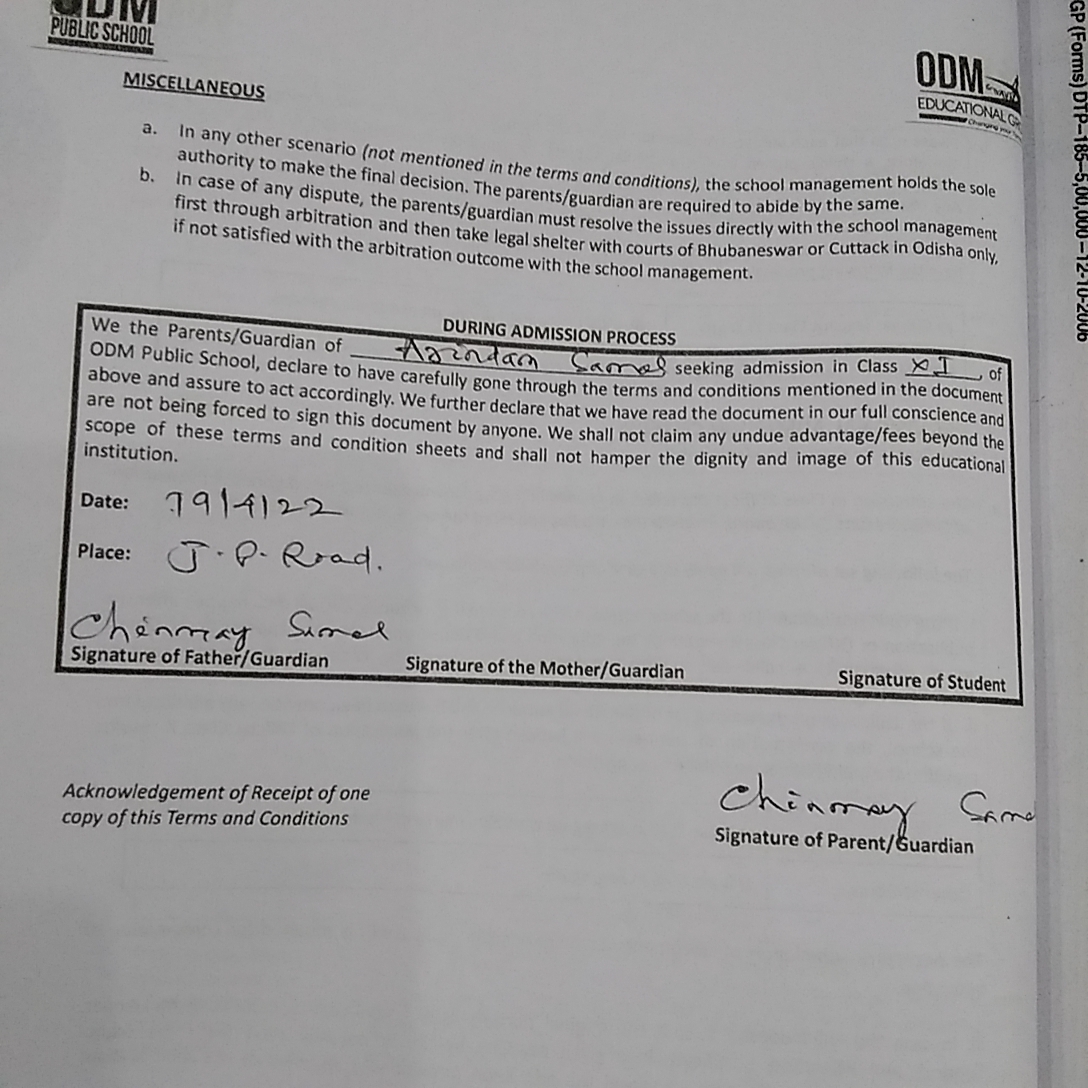 ODM
PUBLIC SCHOOL
ODM
EDUCATIONAL
MISCELLANEOUS
a. In any other scenario (not mentioned in the terms and conditions), the school management holds the sole
authority to make the final decision. The parents/guardian are required to abide by the same.
b. In case of any dispute, the parents/guardian must resolve the issues directly with the school management
first through arbitration and then take legal shelter with courts of Bhubaneswar or Cuttack in Odisha only,
if not satisfied with the arbitration outcome with the school management.
DURING ADMISSION PROCESS
We the Parents/Guardian of Arindam Samal seeking admission in Class XI, of
ODM Public School, declare to have carefully gone through the terms and conditions mentioned in the document
above and assure to act accordingly. We further declare that we have read the document in our full conscience and
are not being forced to sign this document by anyone. We shall not claim any undue advantage/fees beyond the
scope of these terms and condition sheets and shall not hamper the dignity and image of this educational
institution.
Date: 19/4/22
Place: J.P. Road.
Chinmay Samal
Signature of Father/Guardian Signature of the Mother/Guardian Signature of Student
Acknowledgement of Receipt of one
copy of this Terms and Conditions
Chinmay
Signature of Parent/Guardian
GP (Forms) DTP–185–5,00,000–12-10-2006